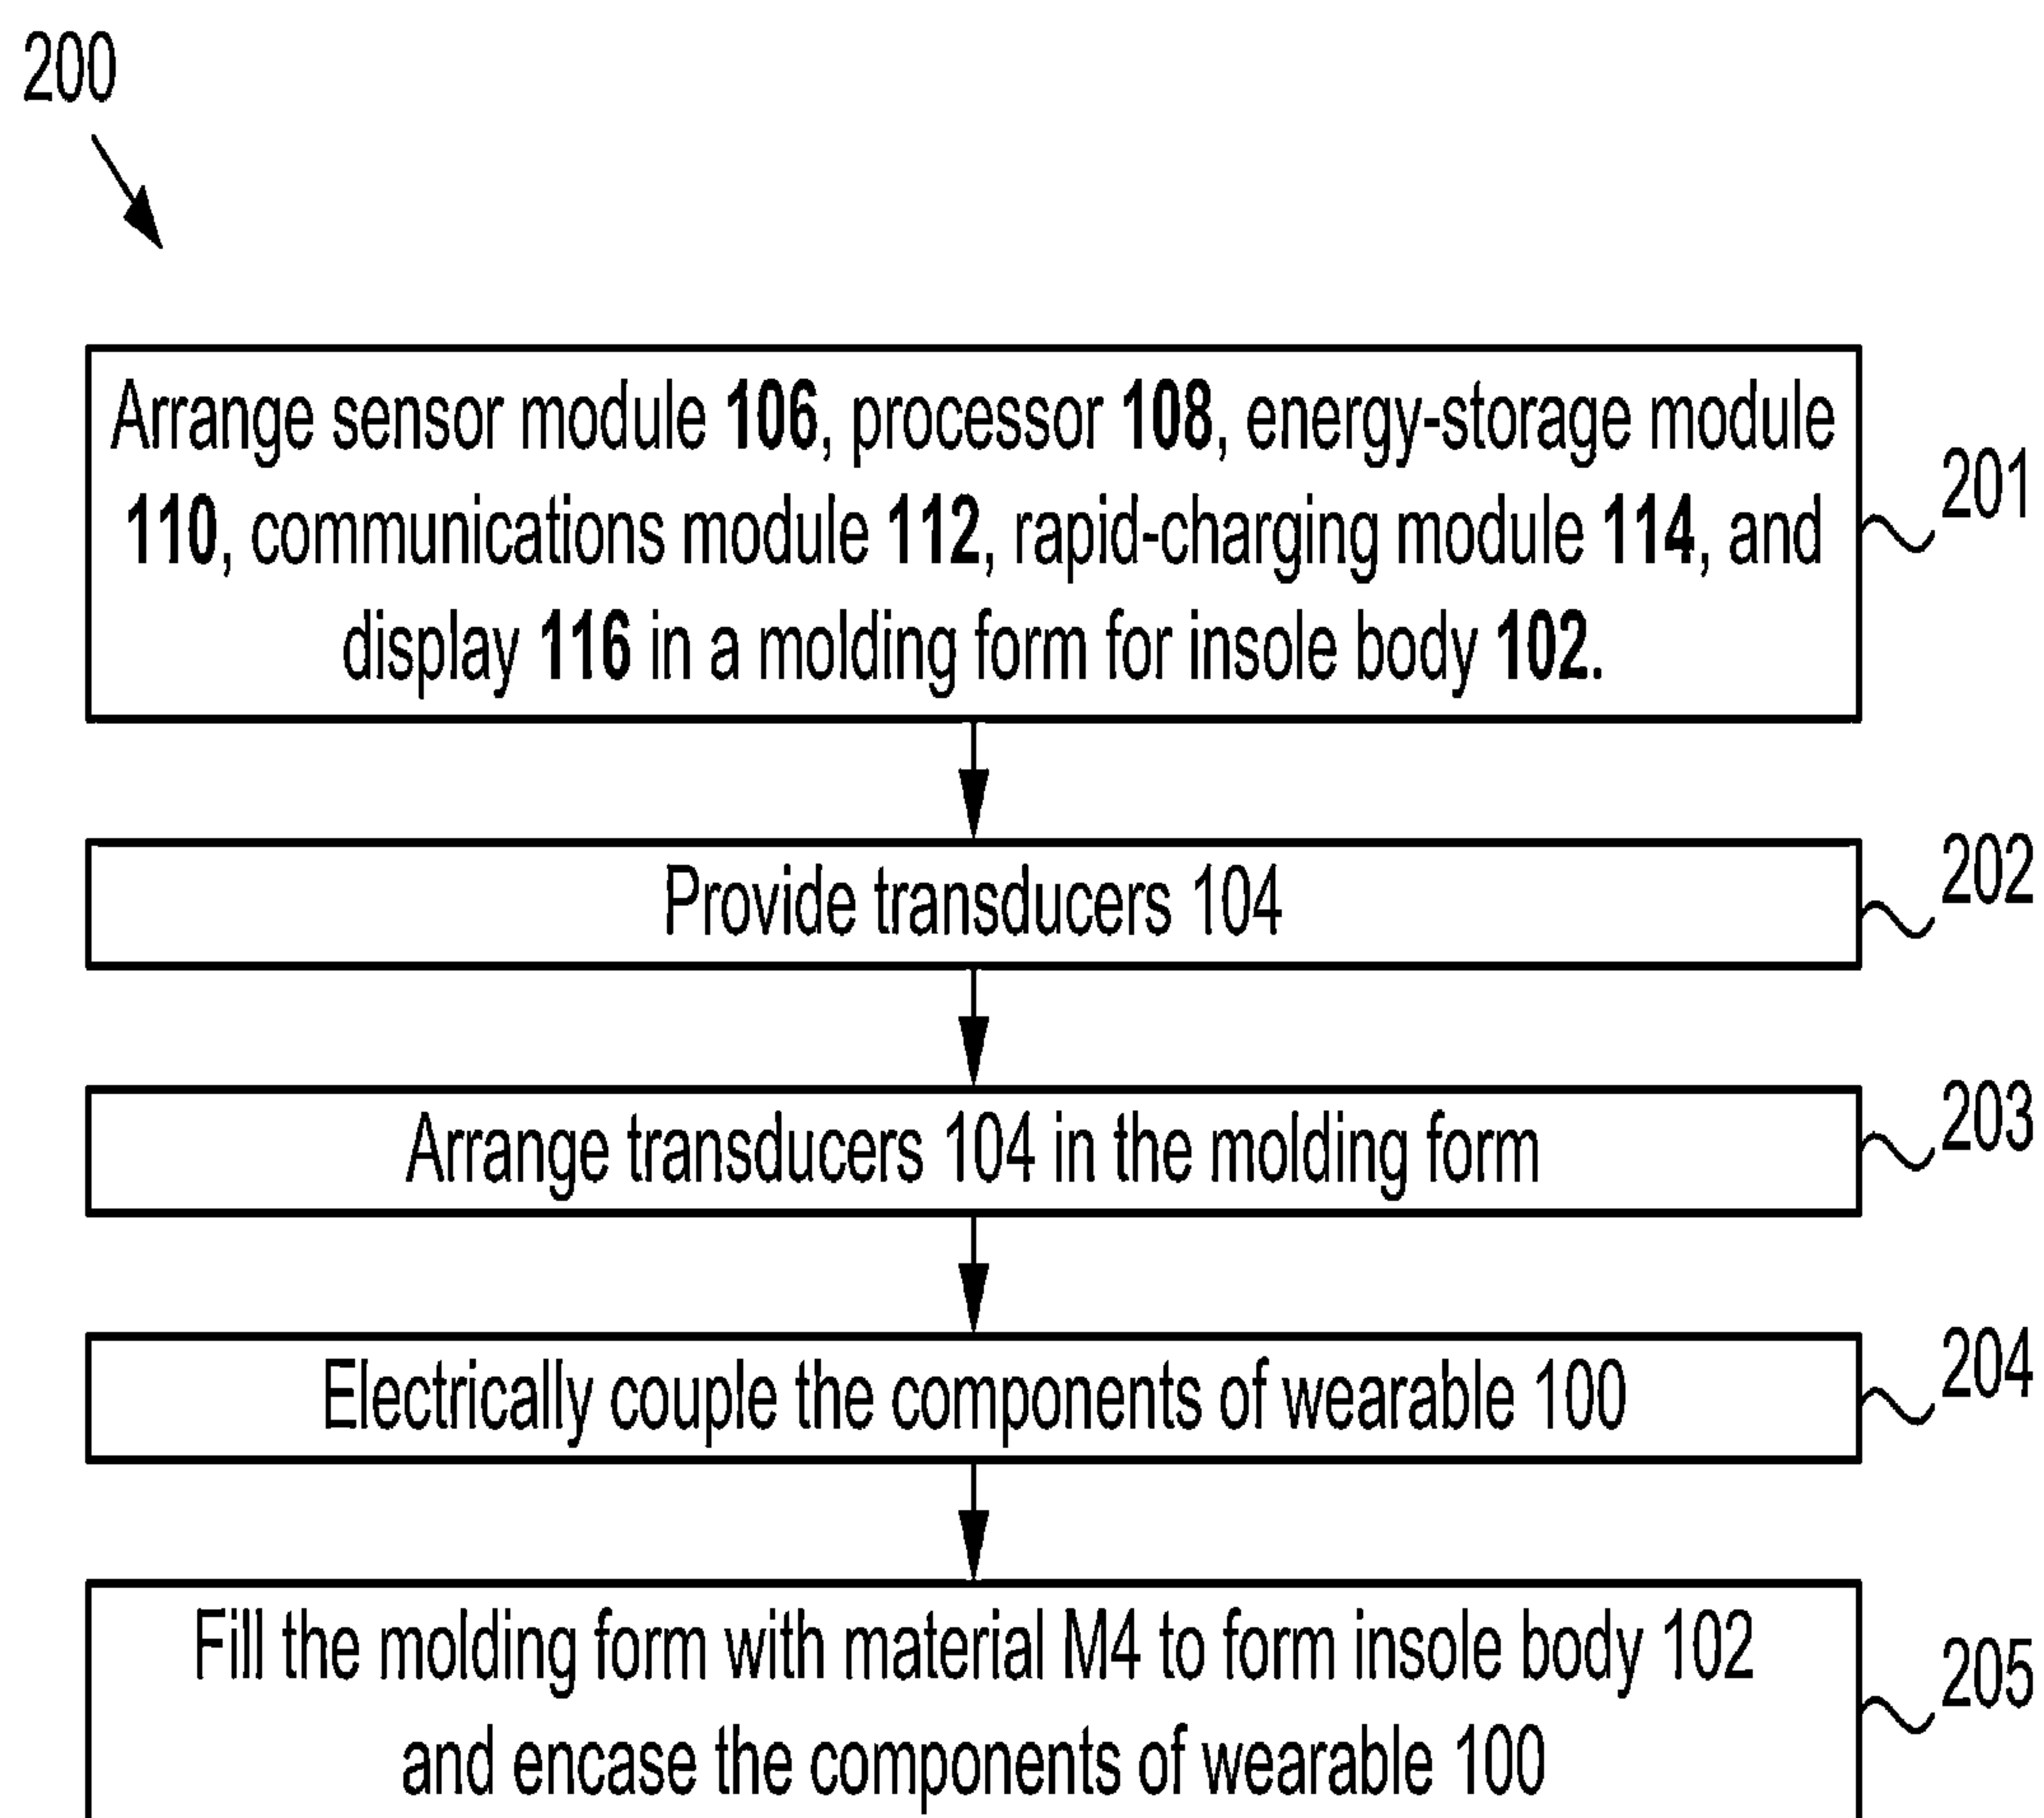 200
Arrange sensor module 106, processor 108, energy-storage module
110, communications module 112, rapid-charging module 114, and
display 116 in a molding form for insole body 102.
201
Provide transducers 104
202
Arrange transducers 104 in the molding form
203
Electrically couple the components of wearable 100
204
Fill the molding form with material M4 to form insole body 102
and encase the components of wearable 100
205